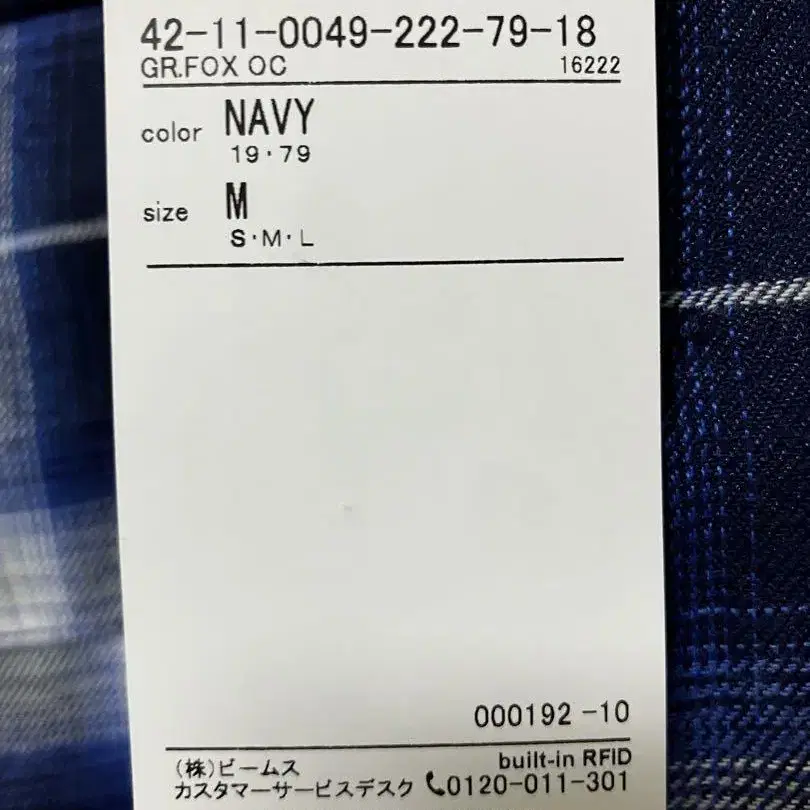 42-11-0049-222-79-18
GR.FOX OC 16222
color NAVY
19・79
size M
S・M・L
000192 -10
(株)ビームス built-in RFID
カスタマーサービスデスク 0120-011-301